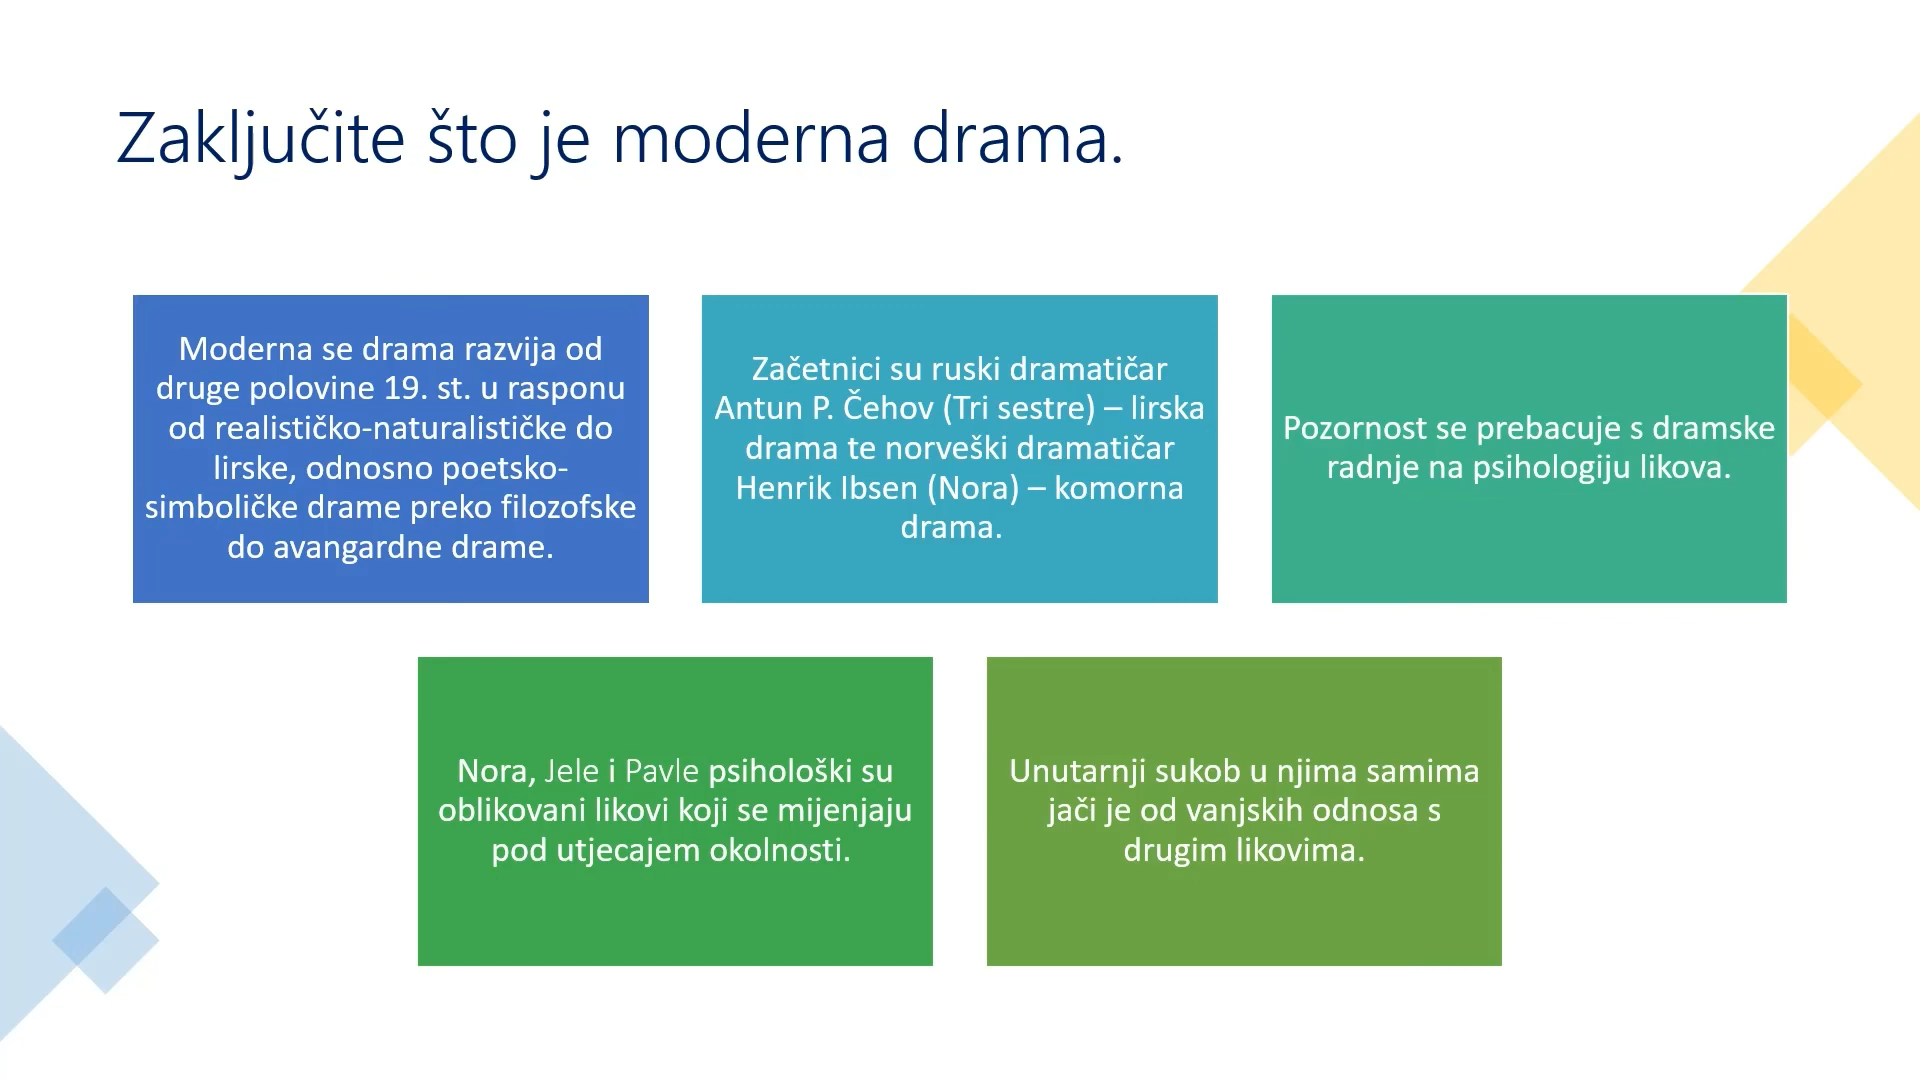 Zaključite što je moderna drama.
Moderna se drama razvija od
druge polovine 19. st. u rasponu
od realističko-naturalističke do
lirske, odnosno poetsko-
simboličke drame preko filozofske
do avangardne drame.
Začetnici su ruski dramatičar
Antun P. Čehov (Tri sestre) – lirska
drama te norveški dramatičar
Henrik Ibsen (Nora) – komorna
drama.
Pozornost se prebacuje s dramske
radnje na psihologiju likova.
Nora, Jele i Pavle psihološki su
oblikovani likovi koji se mijenjaju
pod utjecajem okolnosti.
Unutarnji sukob u njima samima
jači je od vanjskih odnosa s
drugim likovima.